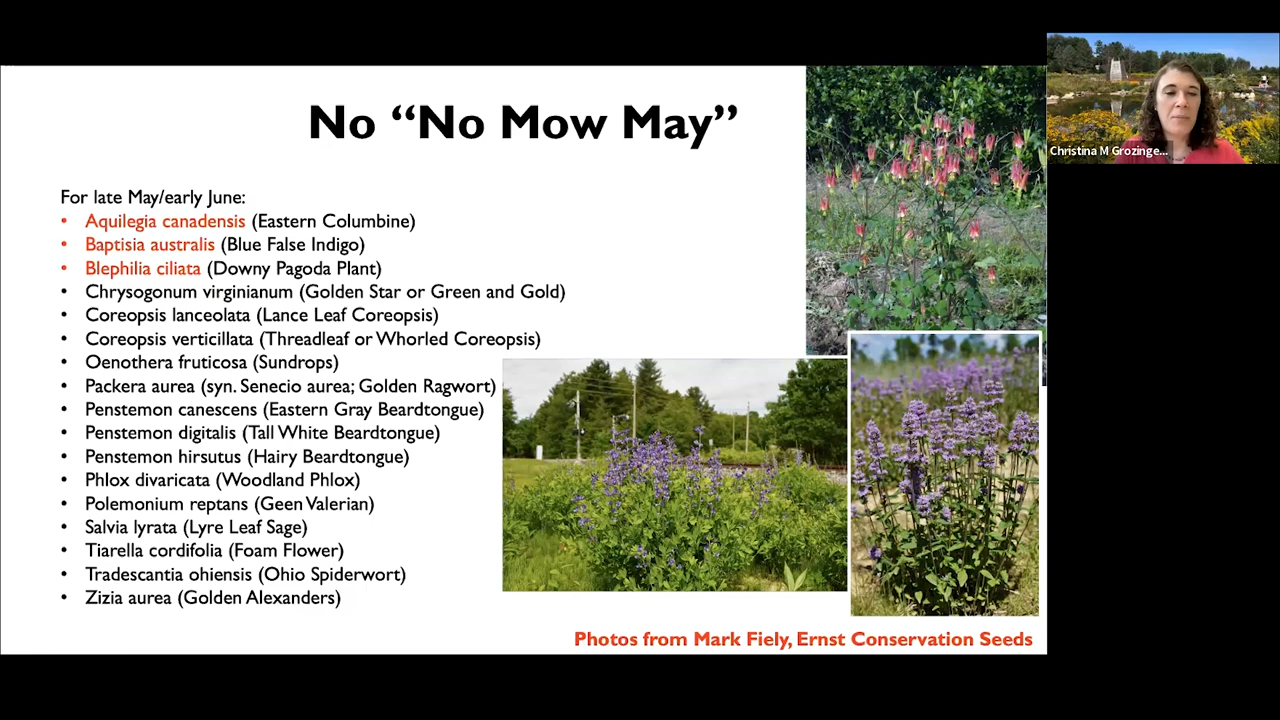 No “No Mow May”
For late May/early June:
• Aquilegia canadensis (Eastern Columbine)
• Baptisia australis (Blue False Indigo)
• Blephilia ciliata (Downy Pagoda Plant)
• Chrysogonum virginianum (Golden Star or Green and Gold)
• Coreopsis lanceolata (Lance Leaf Coreopsis)
• Coreopsis verticillata (Threadleaf or Whorled Coreopsis)
• Oenothera fruticosa (Sundrops)
• Packera aurea (syn. Senecio aurea; Golden Ragwort)
• Penstemon canescens (Eastern Gray Beardtongue)
• Penstemon digitalis (Tall White Beardtongue)
• Penstemon hirsutus (Hairy Beardtongue)
• Phlox divaricata (Woodland Phlox)
• Polemonium reptans (Geen Valerian)
• Salvia lyrata (Lyre Leaf Sage)
• Tiarella cordifolia (Foam Flower)
• Tradescantia ohiensis (Ohio Spiderwort)
• Zizia aurea (Golden Alexanders)
Photos from Mark Fiely, Ernst Conservation Seeds
Christina M Grozinge...